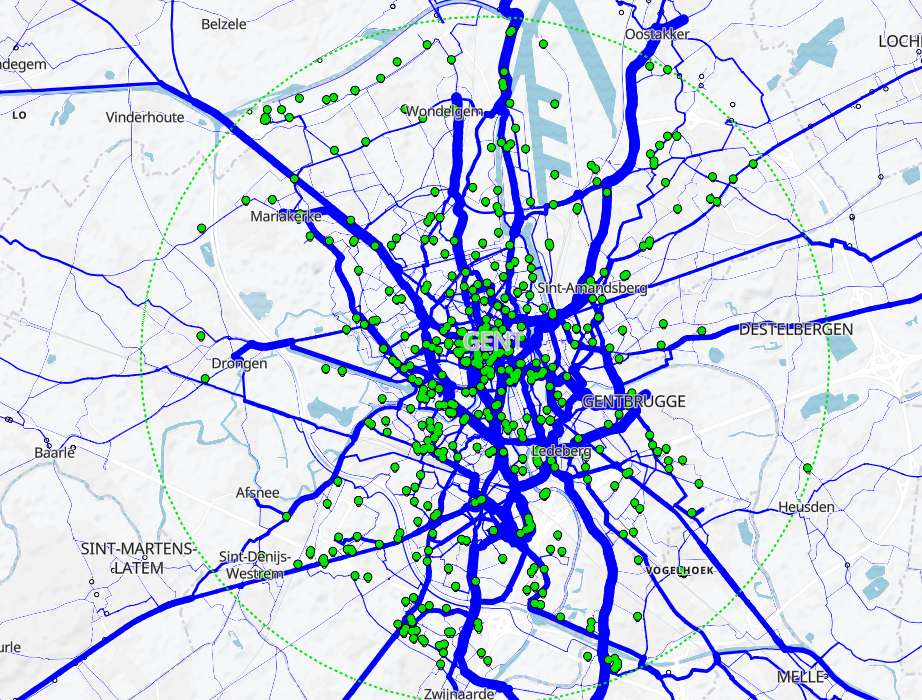 Belzele
Oostakker
LOCHI
ndegem
Wondelgem
LO
Vinderhoute
Mariakerke
Sint-Amandsberg
DESTELBERGEN
GENT
Drongen
GENTBRUGGE
Ledeberg
Baarle
Afsnee
Heusden
SINT-MARTENS-
LATEM
Sint-Denijs-
Westrem
VOGELHOEK
urle
MELLE
Zwijnaarde